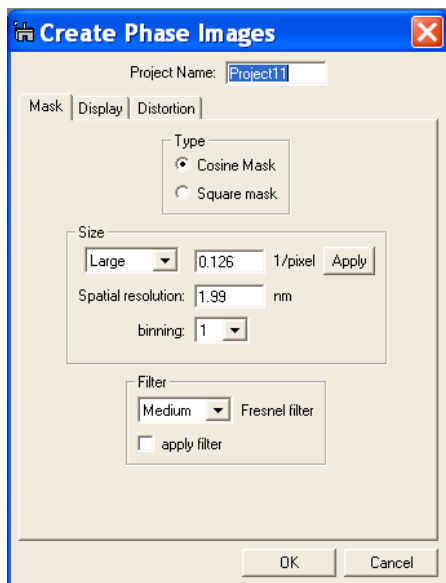 Create Phase Images
Project Name: Project11
Mask Display Distortion
Type
Cosine Mask
Square mask
Size
Large 0.126 1/pixel Apply
Spatial resolution: 1.99 nm
binning: 1
Filter
Medium Fresnel filter
apply filter
OK Cancel